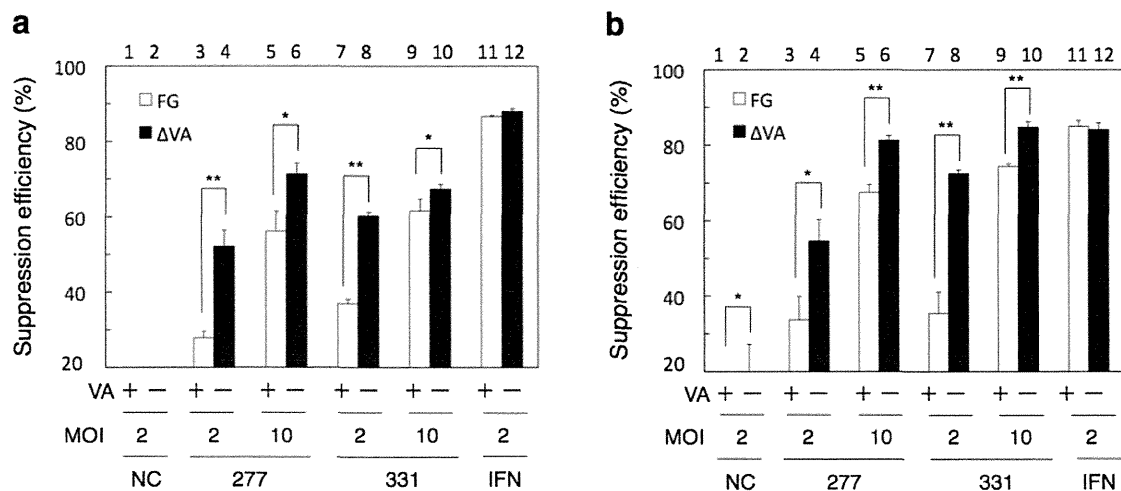 a
1 2 3 4 5 6 7 8 9 10 11 12
Suppression efficiency (%)
100
80
60
40
20
FG
ΔVA
**
*
**
*
VA + − + − + − + − + − + −
MOI 2 2 10 2 10 2
NC 277 331 IFN
b
1 2 3 4 5 6 7 8 9 10 11 12
Suppression efficiency (%)
100
80
60
40
20
FG
ΔVA
*
*
**
**
**
VA + − + − + − + − + − + −
MOI 2 2 10 2 10 2
NC 277 331 IFN